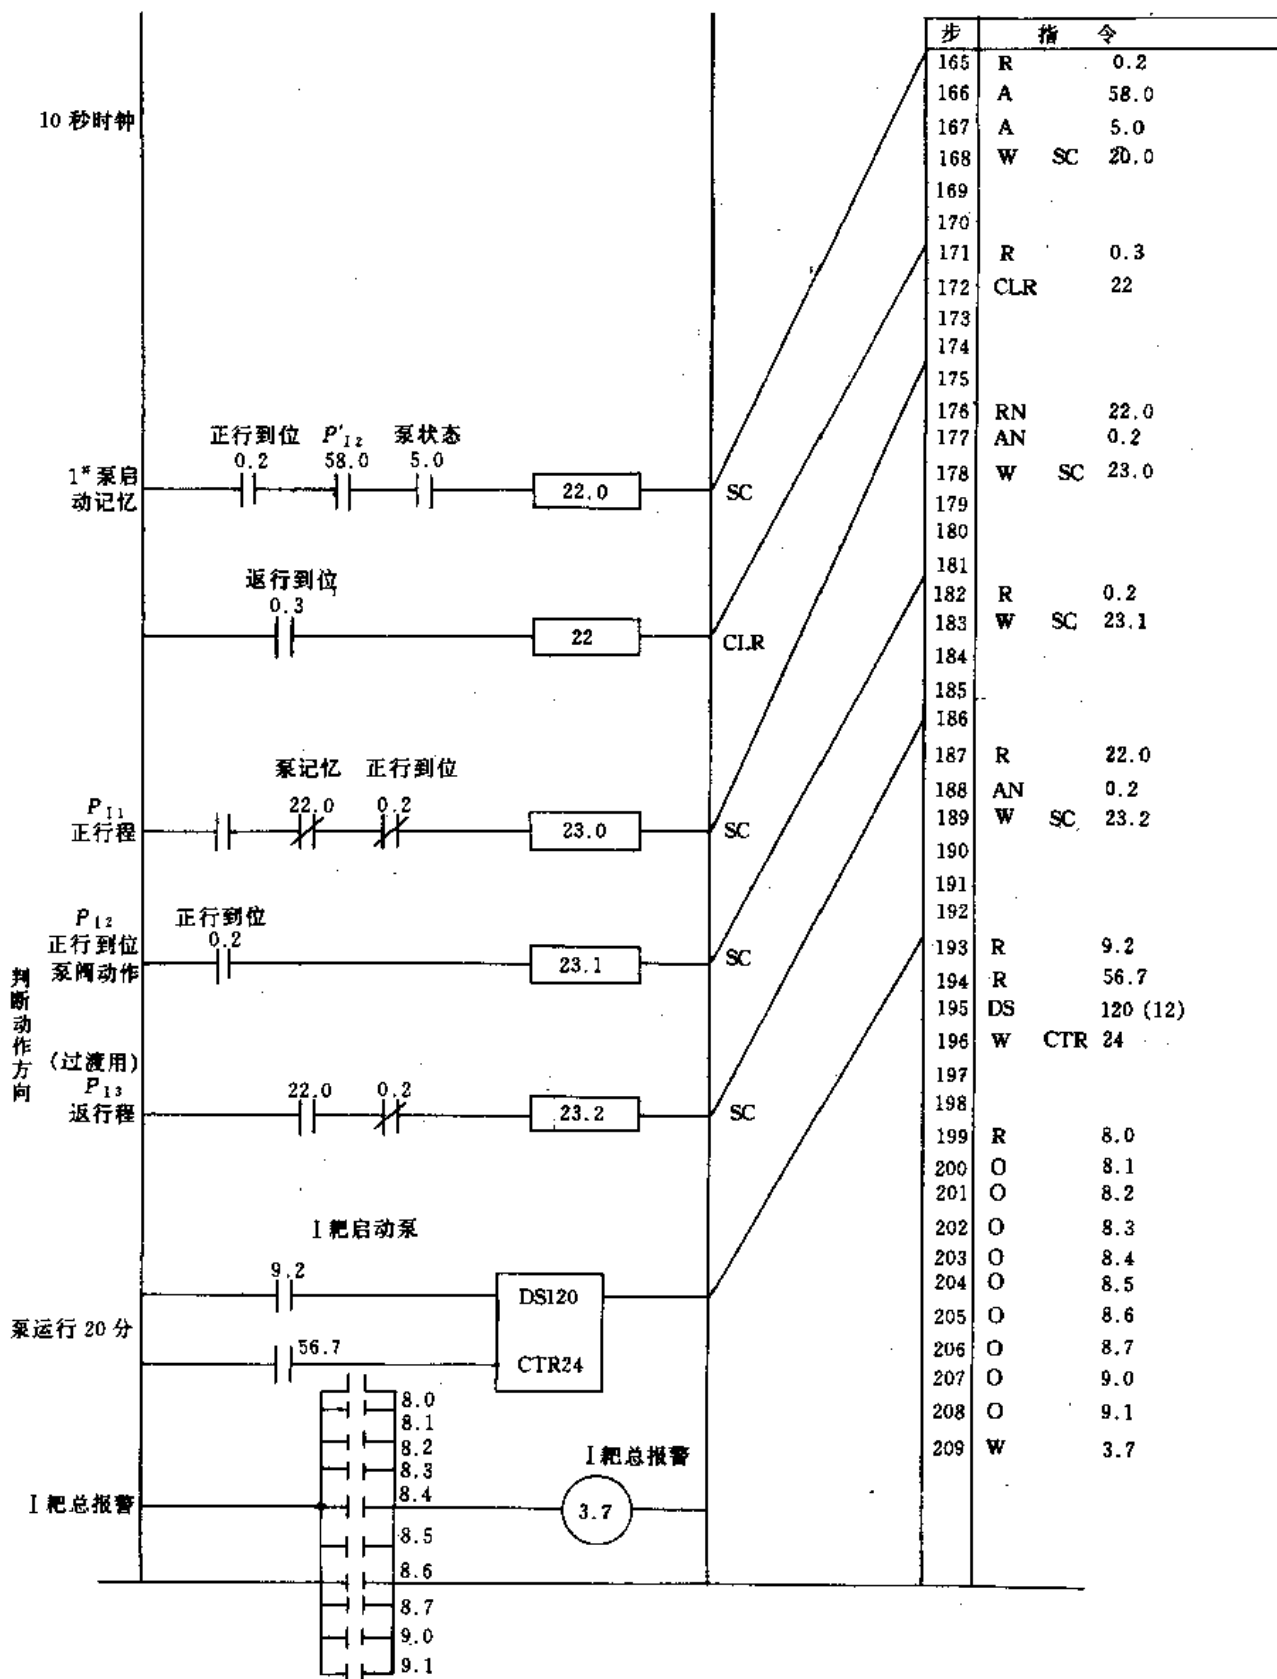 10 秒时钟
正行到位 P'I2 泵状态
0.2 58.0 5.0
1# 泵启
动记忆
22.0
SC
返行到位
0.3
22
CLR
泵记忆 正行到位
PI1
正行程
22.0 0.2
23.0
SC
PI2
正行到位
泵阀动作
正行到位
0.2
23.1
SC
判断动作方向
(过渡用)
PI3
返行程
22.0 0.2
23.2
SC
I 耙启动泵
9.2
DS120
泵运行 20 分
56.7
CTR24
8.0
8.1
8.2
8.3
8.4
8.5
8.6
8.7
9.0
9.1
I 耙总报警
I 耙总报警
3.7
步 指 令
165 R 0.2
166 A 58.0
167 A 5.0
168 W SC 20.0
169
170
171 R 0.3
172 CLR 22
173
174
175
176 RN 22.0
177 AN 0.2
178 W SC 23.0
179
180
181
182 R 0.2
183 W SC 23.1
184
185
186
187 R 22.0
188 AN 0.2
189 W SC 23.2
190
191
192
193 R 9.2
194 R 56.7
195 DS 120 (12)
196 W CTR 24
197
198
199 R 8.0
200 O 8.1
201 O 8.2
202 O 8.3
203 O 8.4
204 O 8.5
205 O 8.6
206 O 8.7
207 O 9.0
208 O 9.1
209 W 3.7